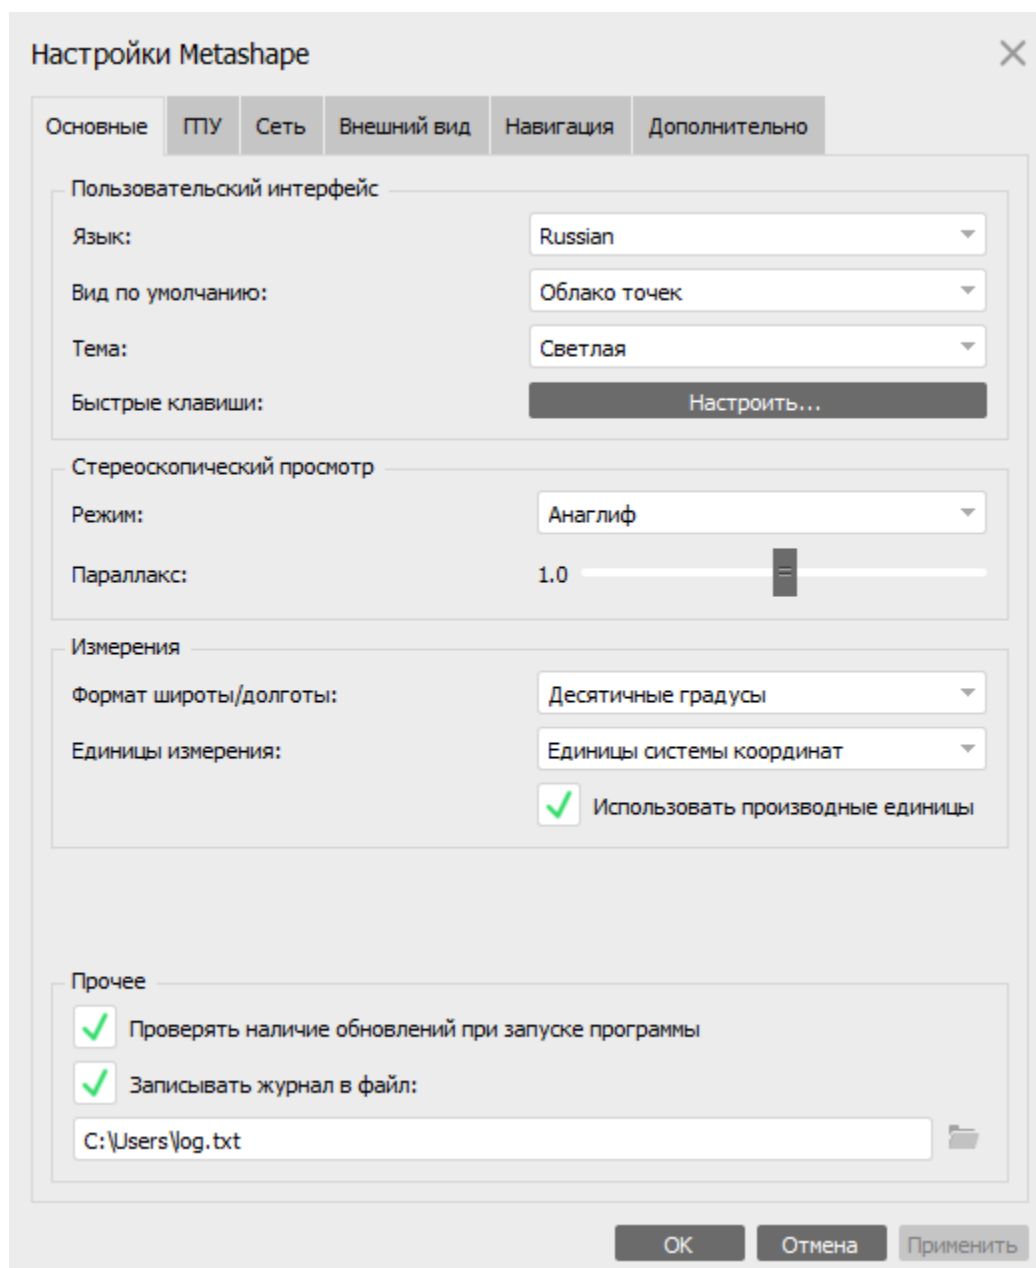 Настройки Metashape
Основные ГПУ Сеть Внешний вид Навигация Дополнительно
Пользовательский интерфейс
Язык: Russian
Вид по умолчанию: Облако точек
Тема: Светлая
Быстрые клавиши: Настроить...
Стереоскопический просмотр
Режим: Анаглиф
Параллакс: 1.0
Измерения
Формат широты/долготы: Десятичные градусы
Единицы измерения: Единицы системы координат
Использовать производные единицы
Прочее
Проверять наличие обновлений при запуске программы
Записывать журнал в файл:
C:\Users\log.txt
OK Отмена Применить